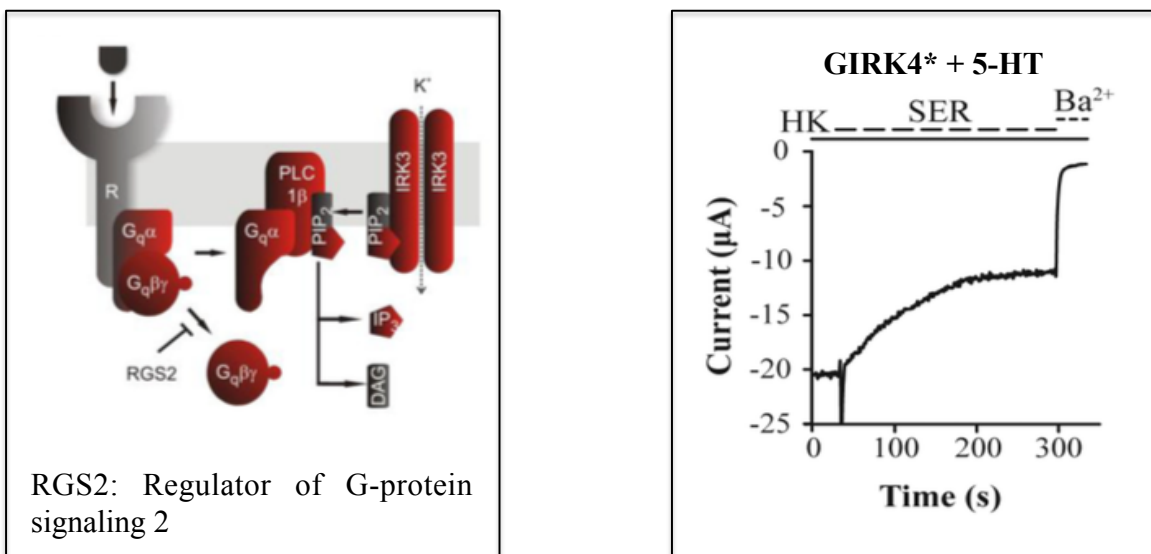 R
Gqα
Gqβγ
RGS2
Gqβγ
Gqα
PLC
1β
PIP2
PIP2
IRK3
IRK3
K+
IP3
DAG
RGS2: Regulator of G-protein
signaling 2
GIRK4* + 5-HT
HK SER Ba²⁺
0
-5
-10
-15
-20
-25
Current (µA)
0 100 200 300
Time (s)